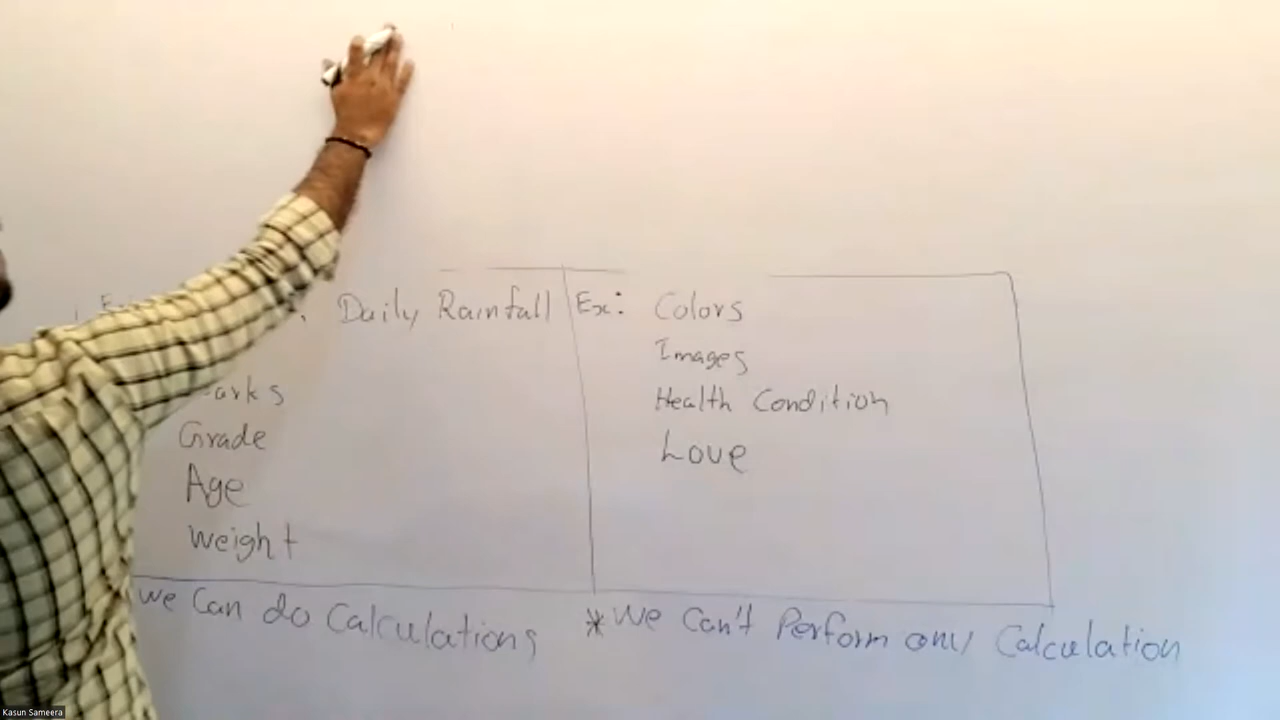 Daily Rainfall
arks
Grade
Age
Weight
We Can do Calculations
Ex: Colors
Images
Health Condition
Love
* We Can't Perform any Calculation
Kasun Sameera